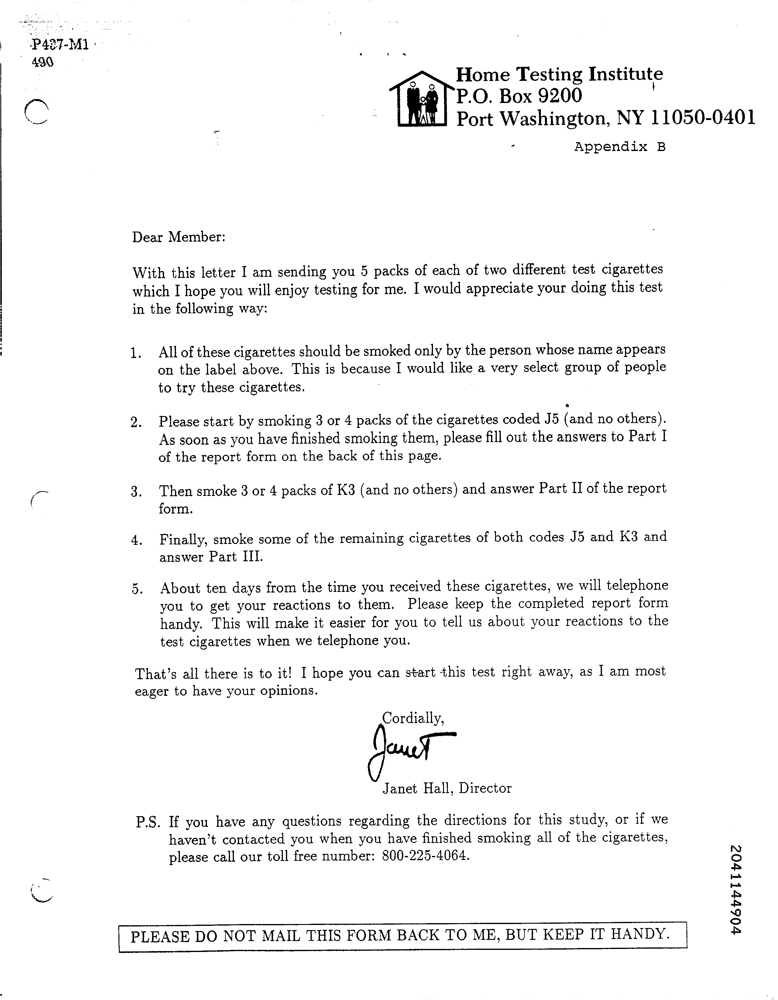 P437-M1
490
Home Testing Institute
P.O. Box 9200
Port Washington, NY 11050-0401
Appendix B
Dear Member:
With this letter I am sending you 5 packs of each of two different test cigarettes
which I hope you will enjoy testing for me. I would appreciate your doing this test
in the following way:
1. All of these cigarettes should be smoked only by the person whose name appears
on the label above. This is because I would like a very select group of people
to try these cigarettes.
2. Please start by smoking 3 or 4 packs of the cigarettes coded J5 (and no others).
As soon as you have finished smoking them, please fill out the answers to Part I
of the report form on the back of this page.
3. Then smoke 3 or 4 packs of K3 (and no others) and answer Part II of the report
form.
4. Finally, smoke some of the remaining cigarettes of both codes J5 and K3 and
answer Part III.
5. About ten days from the time you received these cigarettes, we will telephone
you to get your reactions to them. Please keep the completed report form
handy. This will make it easier for you to tell us about your reactions to the
test cigarettes when we telephone you.
That's all there is to it! I hope you can start this test right away, as I am most
eager to have your opinions.
Cordially,
Janet
Janet Hall, Director
P.S. If you have any questions regarding the directions for this study, or if we
haven't contacted you when you have finished smoking all of the cigarettes,
please call our toll free number: 800-225-4064.
PLEASE DO NOT MAIL THIS FORM BACK TO ME, BUT KEEP IT HANDY.
2041144904